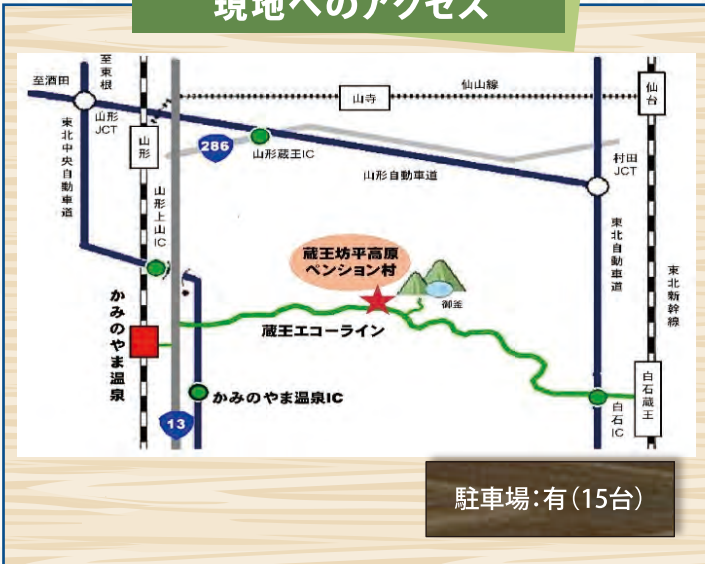 現地へのアクセス
至酒田
至東根
山形JCT
東北中央自動車道
山形
286
山形蔵王IC
山寺
仙山線
仙台
山形自動車道
村田JCT
山形上山IC
蔵王坊平高原
ペンション村
御釜
東北自動車道
東北新幹線
かみのやま温泉
蔵王エコーライン
かみのやま温泉IC
13
白石IC
白石蔵王
駐車場:有(15台)